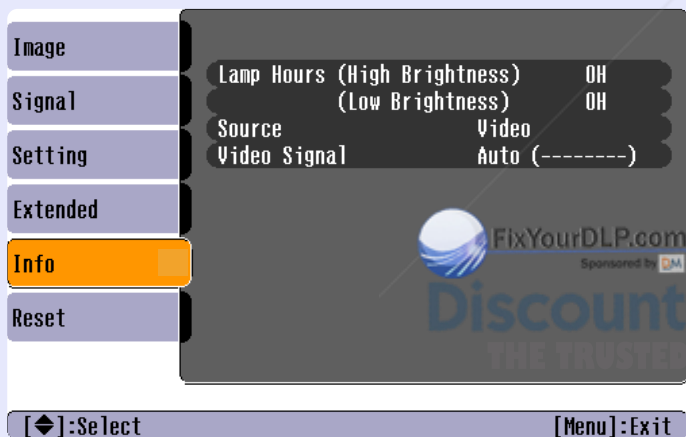 Image
Signal
Setting
Extended
Info
Reset
Lamp Hours (High Brightness) 0H
(Low Brightness) 0H
Source Video
Video Signal Auto (--------)
FixYourDLP.com
Sponsored by DM
Discount
THE TRUSTED
[◆]:Select [Menu]:Exit